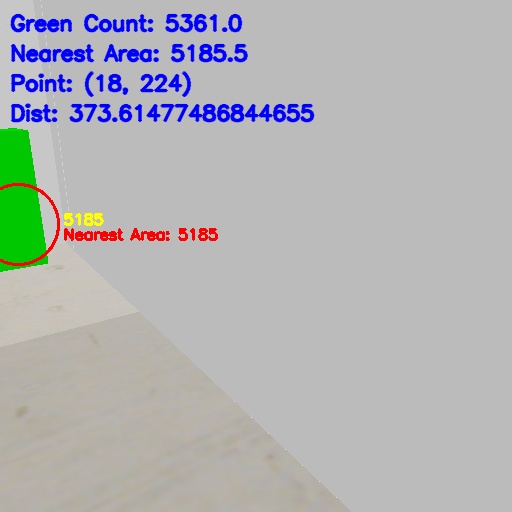 Green Count: 5361.0
Nearest Area: 5185.5
Point: (18, 224)
Dist: 373.61477486844655
5185
Nearest Area: 5185